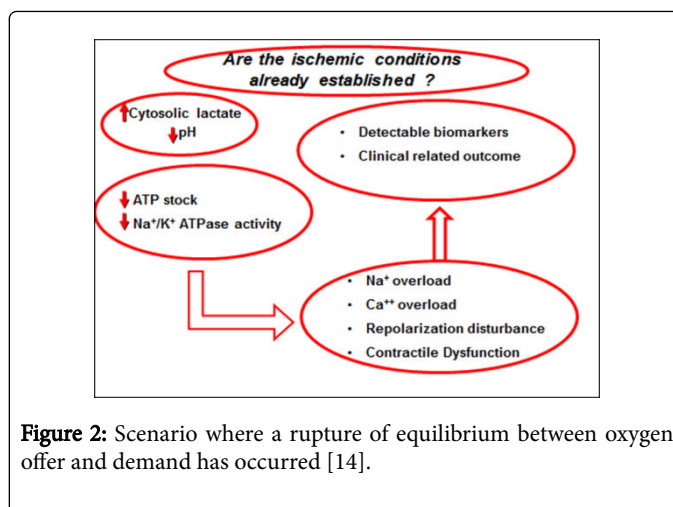 Are the ischemic conditions
already established ?
↑Cytosolic lactate
↓pH
• Detectable biomarkers
• Clinical related outcome
↓ATP stock
↓Na⁺/K⁺ ATPase activity
• Na⁺ overload
• Ca⁺⁺ overload
• Repolarization disturbance
• Contractile Dysfunction
Figure 2: Scenario where a rupture of equilibrium between oxygen
offer and demand has occurred [14].